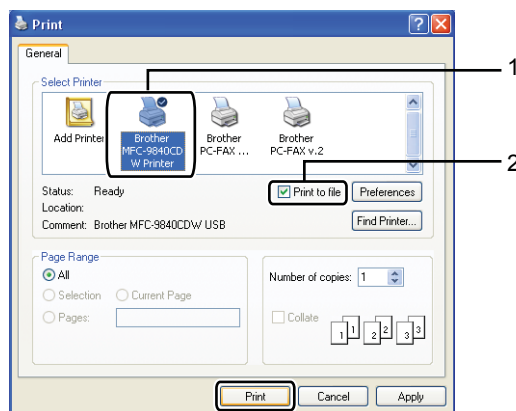 Print
General
Select Printer
1
Add Printer
Brother
MFC-9840CD
W Printer
Brother
PC-FAX ...
Brother
PC-FAX v.2
2
Status: Ready
Print to file
Preferences
Location:
Comment: Brother MFC-9840CDW USB
Find Printer...
Page Range
All
Selection
Current Page
Pages:
Number of copies: 1
Collate
1 1 2 2 3 3
Print
Cancel
Apply